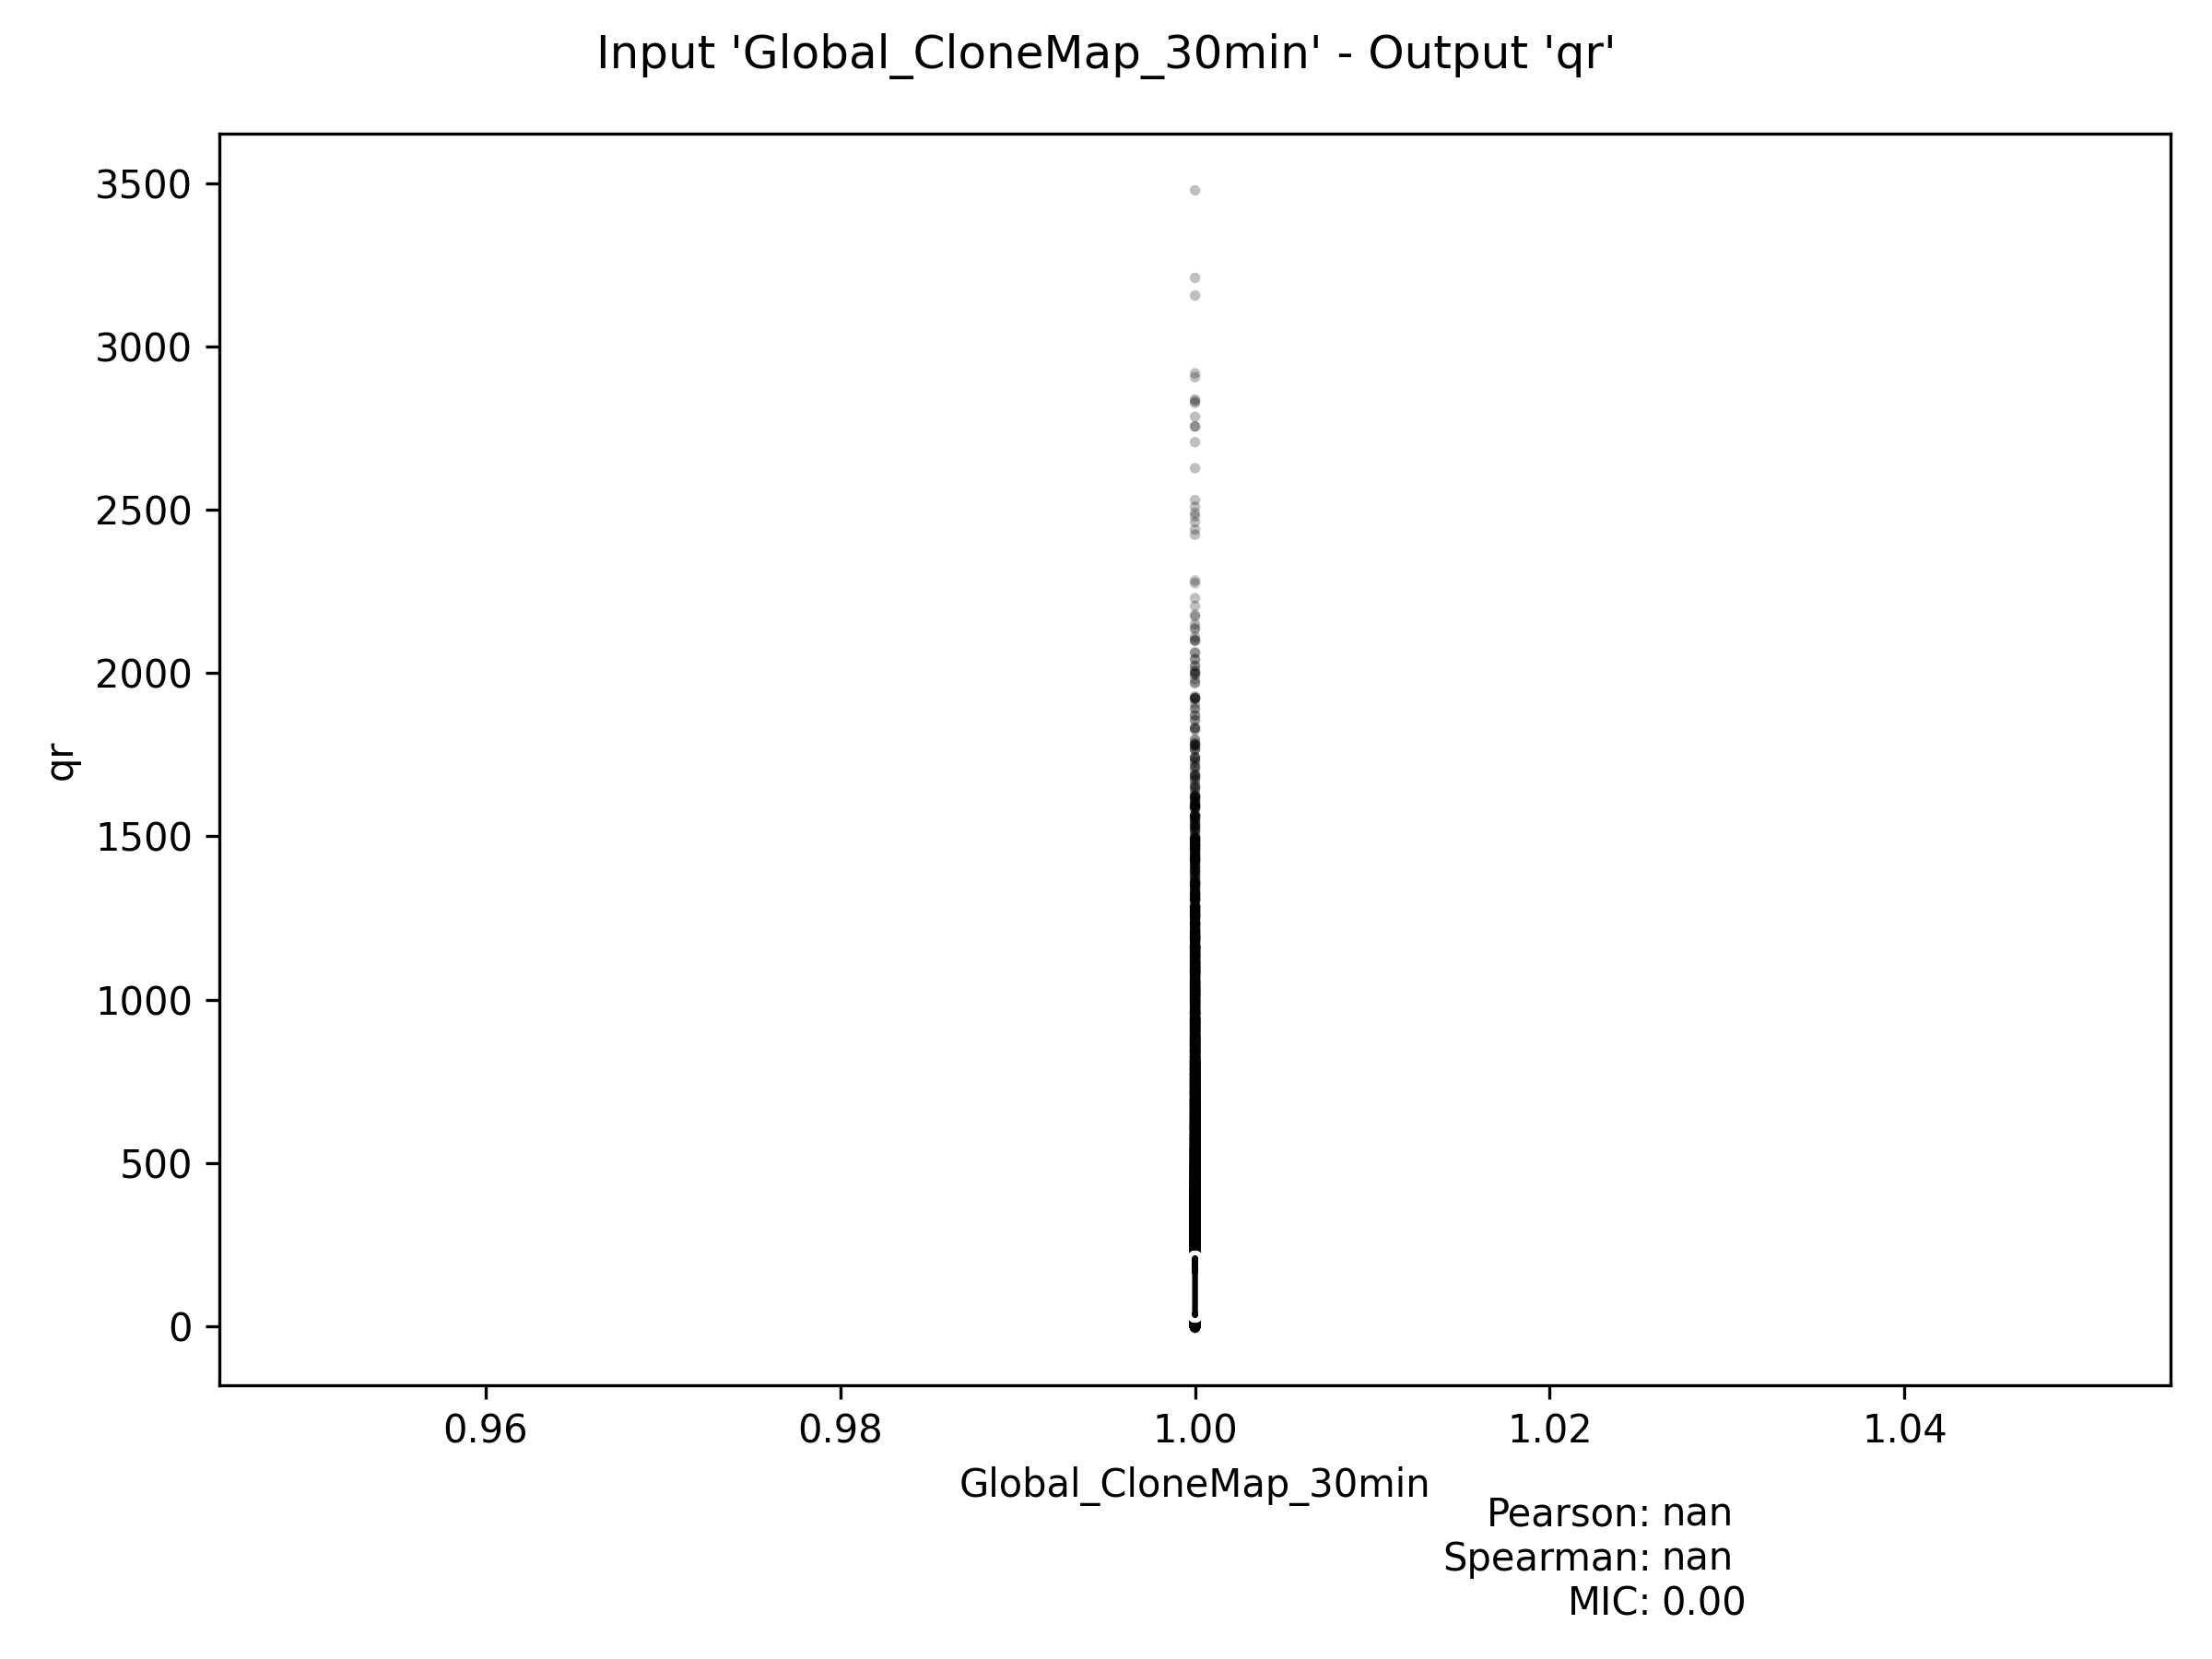 Input 'Global_CloneMap_30min' - Output 'qr'
3500
3000
2500
2000
1500
1000
500
0
qr
0.96 0.98 1.00 1.02 1.04
Global_CloneMap_30min
Pearson: nan
Spearman: nan
MIC: 0.00